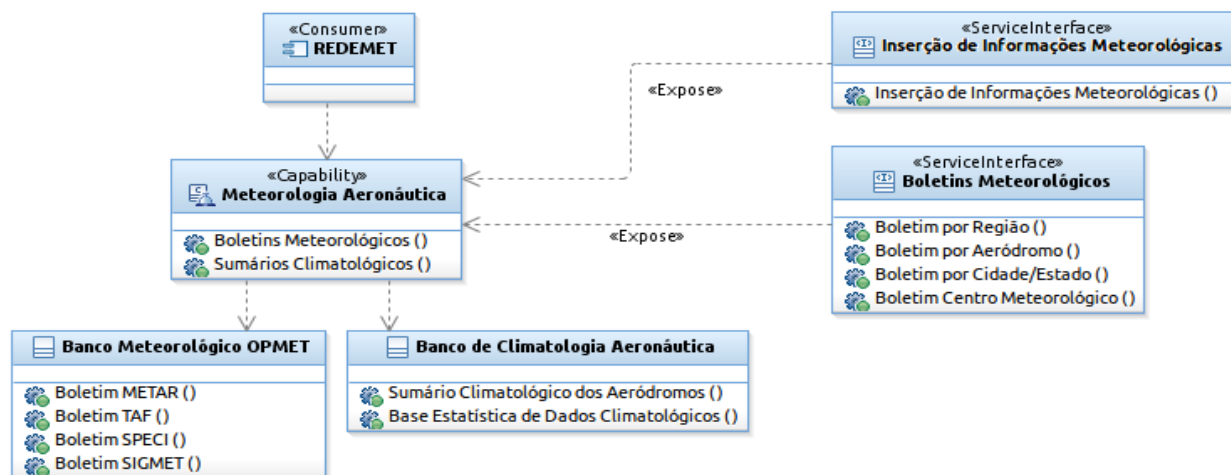 «Consumer»
REDEMET
«ServiceInterface»
Inserção de Informações Meteorológicas
Inserção de Informações Meteorológicas ()
«Expose»
«Capability»
Meteorologia Aeronáutica
Boletins Meteorológicos ()
Sumários Climatológicos ()
«ServiceInterface»
Boletins Meteorológicos
Boletim por Região ()
Boletim por Aeródromo ()
Boletim por Cidade/Estado ()
Boletim Centro Meteorológico ()
«Expose»
Banco Meteorológico OPMET
Boletim METAR ()
Boletim TAF ()
Boletim SPECI ()
Boletim SIGMET ()
Banco de Climatologia Aeronáutica
Sumário Climatológico dos Aeródromos ()
Base Estatística de Dados Climatológicos ()